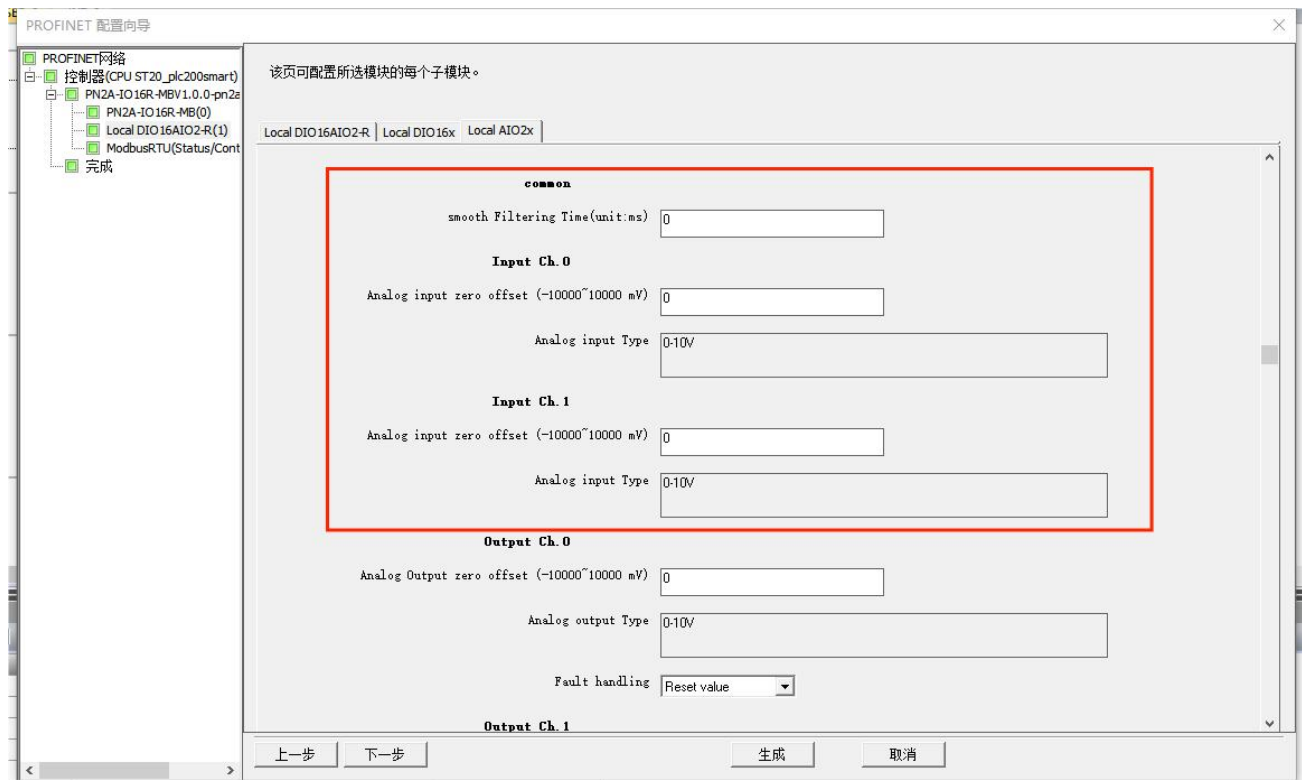 PROFINET 配置向导
PROFINET网络
控制器(CPU ST20_plc200smart)
PN2A-IO16R-MBV1.0.0-pn2a
PN2A-IO16R-MB(0)
Local DIO16AIO2-R(1)
ModbusRTU(Status/Cont
完成
该页可配置所选模块的每个子模块。
Local DIO16AIO2-R Local DIO16x Local AIO2x
common
smooth Filtering Time(unit:ms) 0
Input Ch.0
Analog input zero offset (-10000~10000 mV) 0
Analog input Type 0-10V
Input Ch.1
Analog input zero offset (-10000~10000 mV) 0
Analog input Type 0-10V
Output Ch.0
Analog Output zero offset (-10000~10000 mV) 0
Analog output Type 0-10V
Fault handling Reset value
Output Ch.1
上一步 下一步 生成 取消